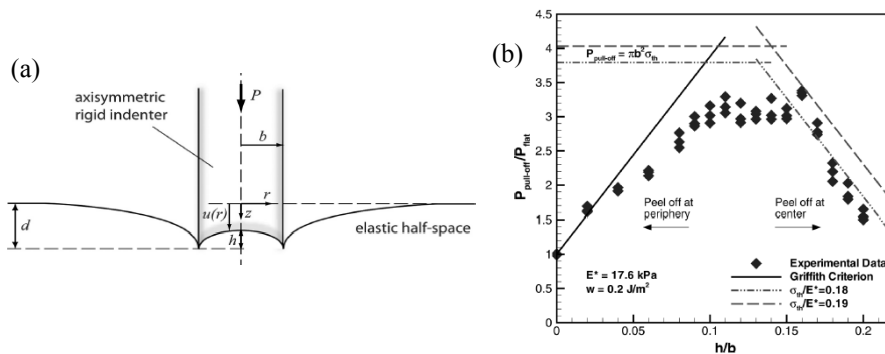 (a)
P
axisymmetric
rigid indenter
b
r
u(r)
z
d
h
elastic half-space
(b)
P_pull-off/P_flat
4.5
4
3.5
3
2.5
2
1.5
1
0.5
0
P_pull-off = πb²σ_th
Peel off at
periphery
Peel off at
center
E* = 17.6 kPa
w = 0.2 J/m²
Experimental Data
Griffith Criterion
σ_th/E*=0.18
σ_th/E*=0.19
0
0.05
0.1
0.15
0.2
h/b